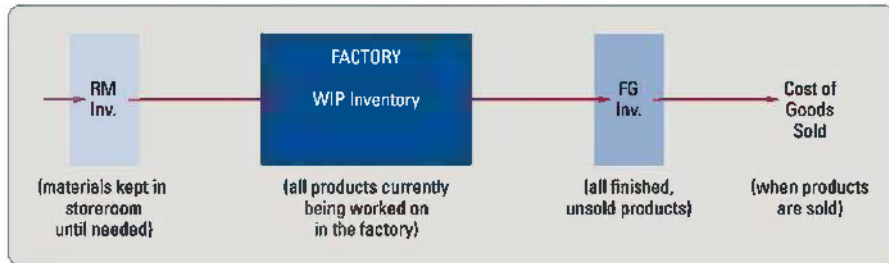 RM
Inv.
FACTORY
WIP Inventory
FG
Inv.
Cost of
Goods
Sold
(materials kept in
storeroom
until needed)
(all products currently
being worked on
in the factory)
(all finished,
unsold products)
(when products
are sold)